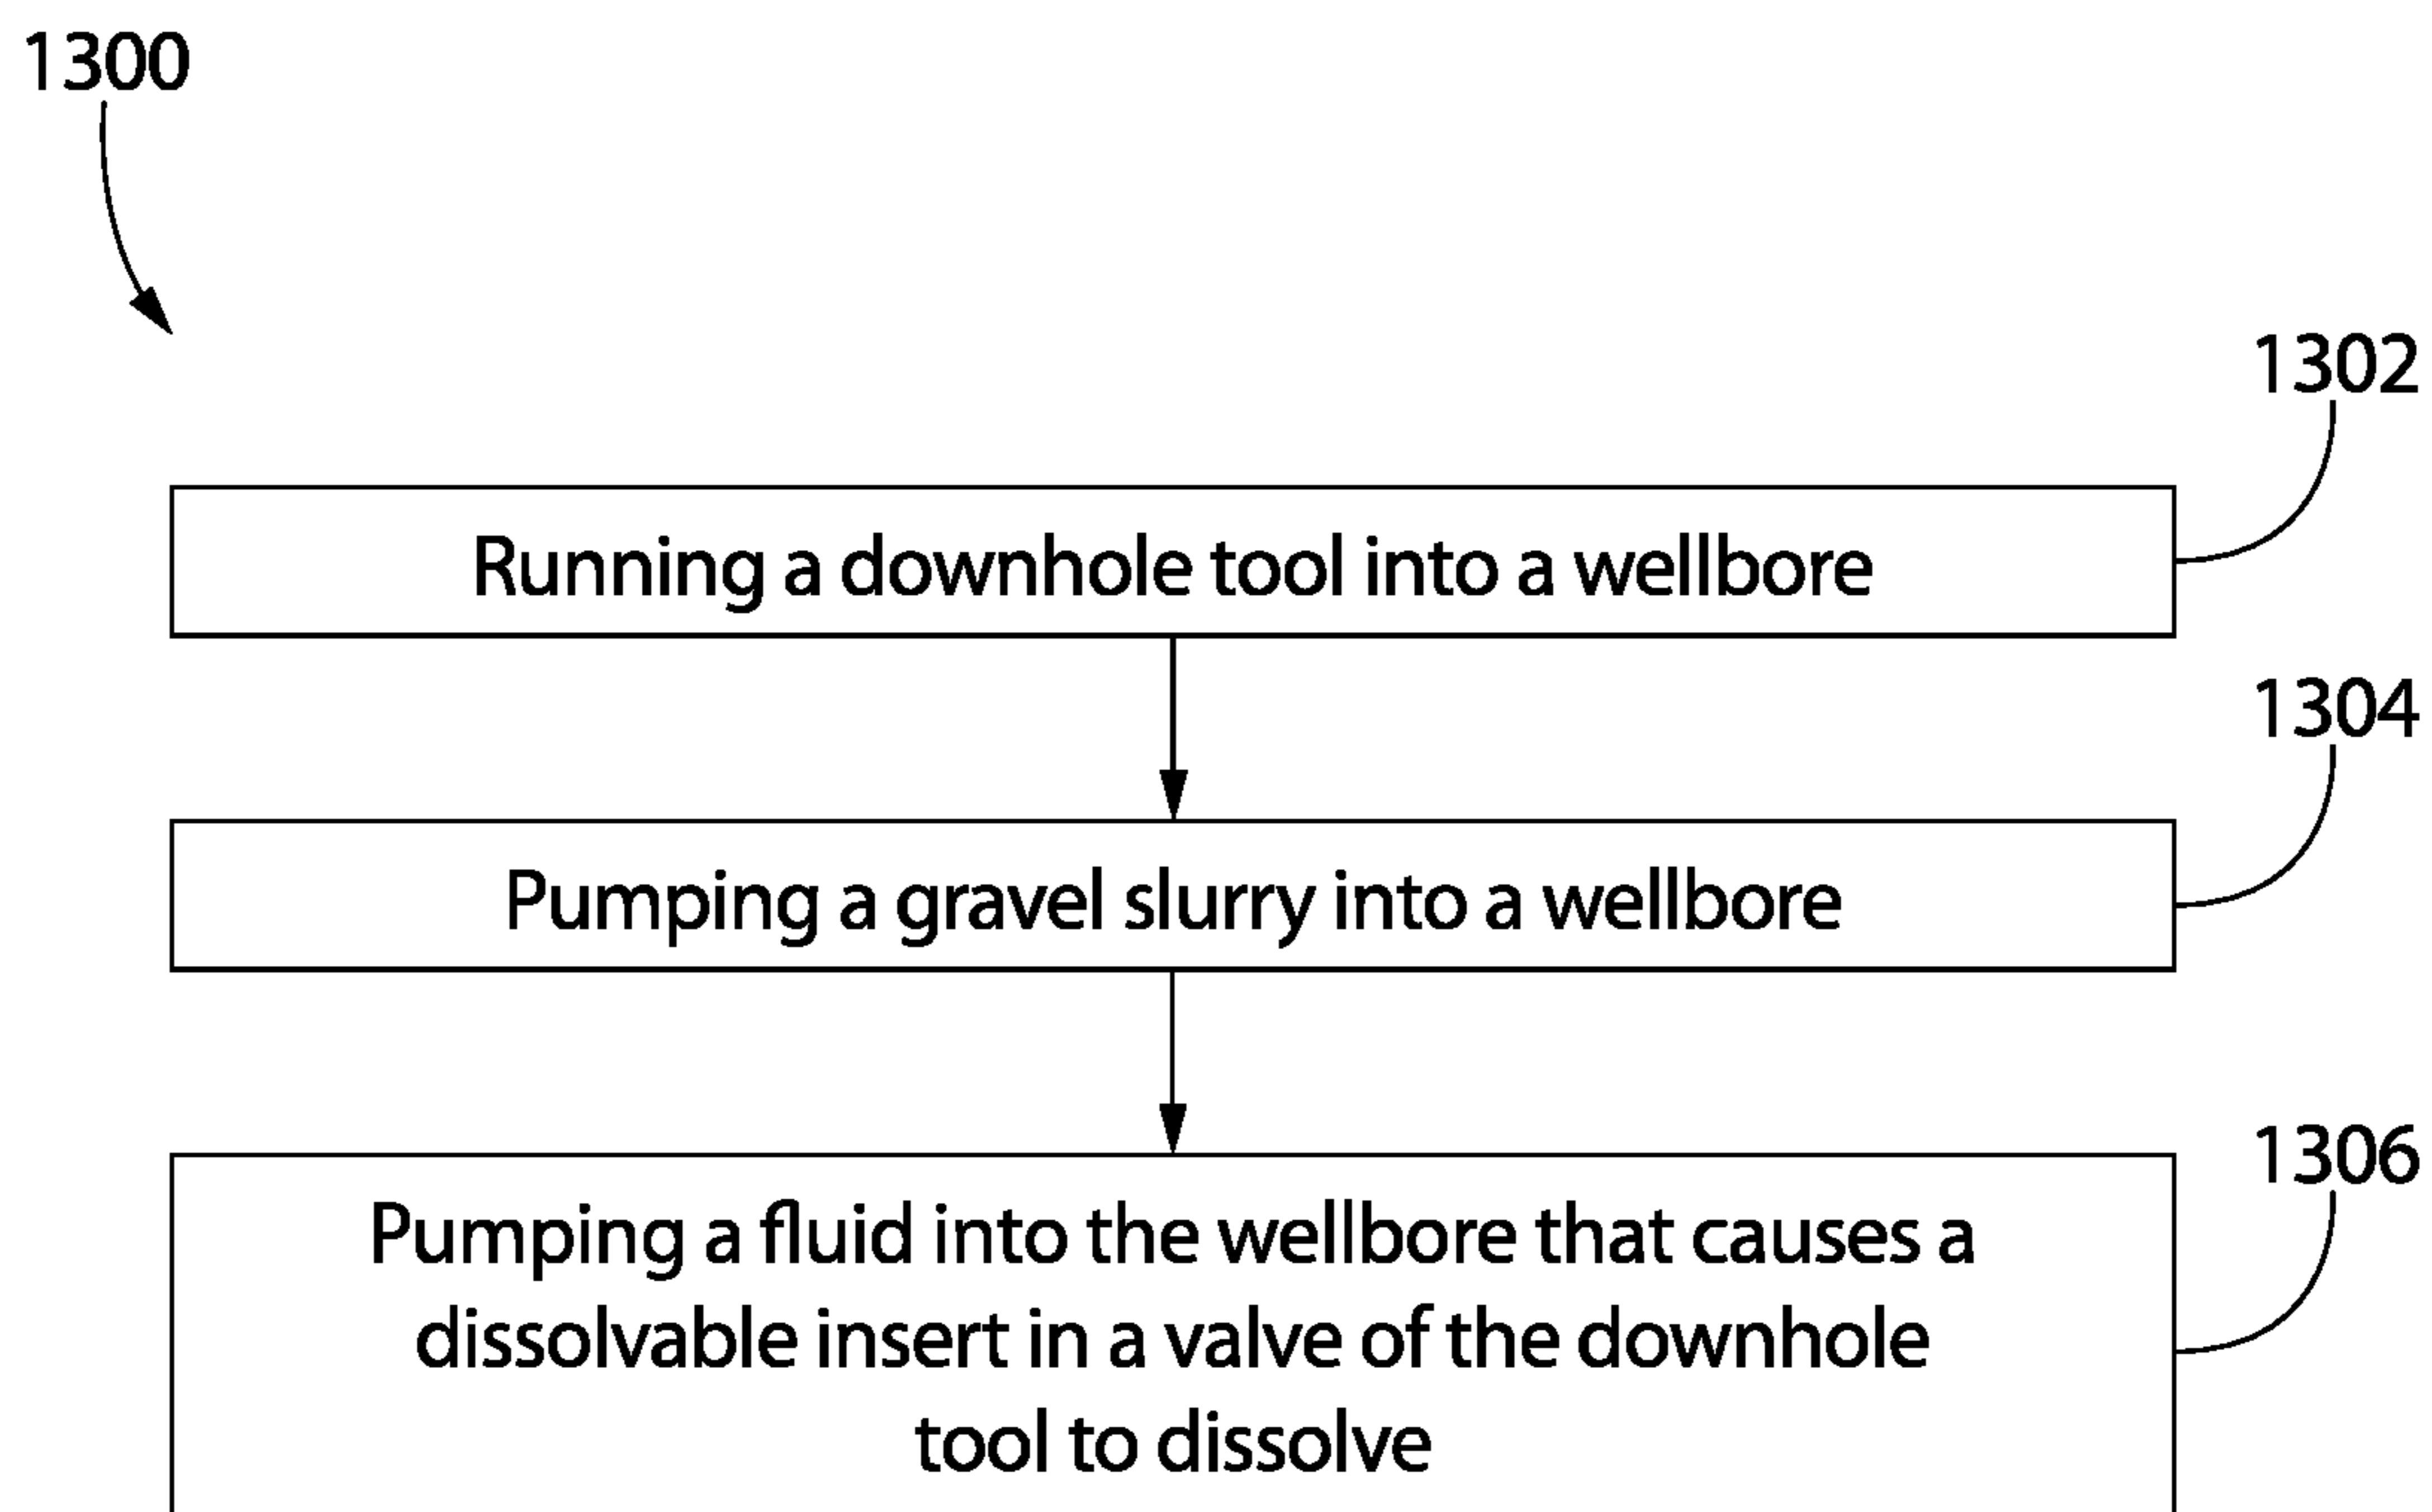 1300
1302
Running a downhole tool into a wellbore
1304
Pumping a gravel slurry into a wellbore
1306
Pumping a fluid into the wellbore that causes a
dissolvable insert in a valve of the downhole
tool to dissolve